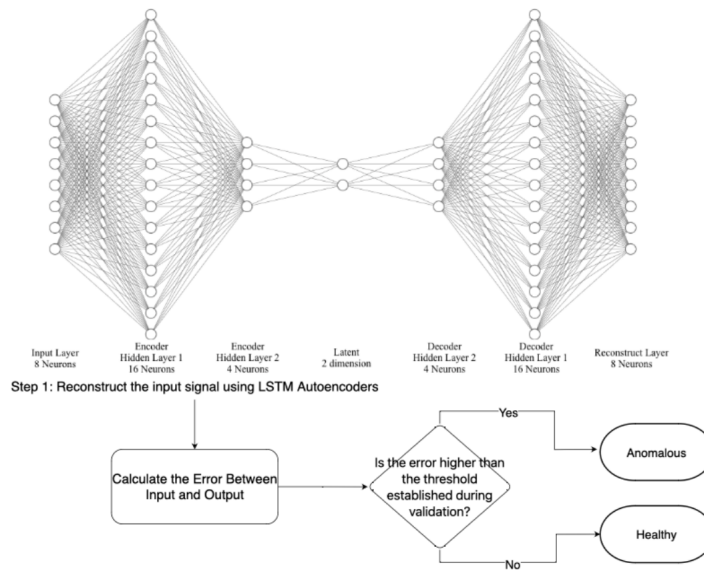 Input Layer
8 Neurons
Encoder
Hidden Layer 1
16 Neurons
Encoder
Hidden Layer 2
4 Neurons
Latent
2 dimension
Decoder
Hidden Layer 2
4 Neurons
Decoder
Hidden Layer 1
16 Neurons
Reconstruct Layer
8 Neurons
Step 1: Reconstruct the input signal using LSTM Autoencoders
Calculate the Error Between
Input and Output
Is the error higher than
the threshold
established during
validation?
Yes
Anomalous
No
Healthy